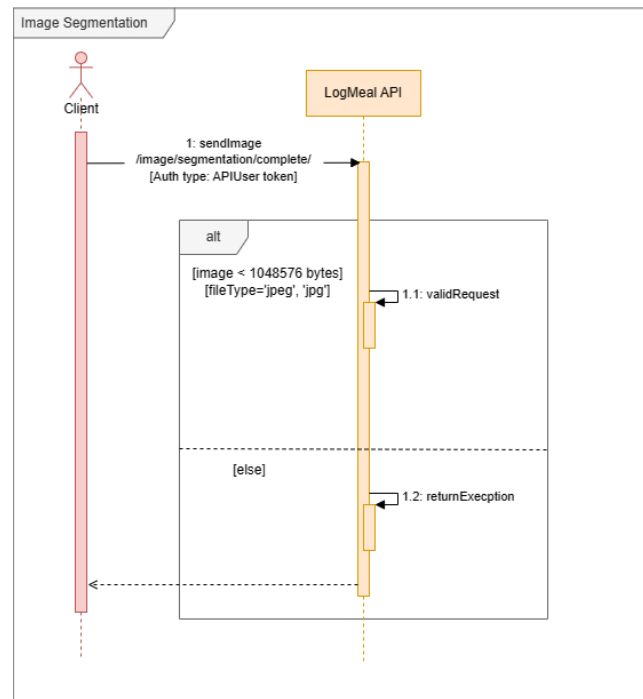 Image Segmentation
Client
LogMeal API
1: sendImage
/image/segmentation/complete/
[Auth type: APIUser token]
alt
[image < 1048576 bytes]
[fileType='jpeg', 'jpg']
1.1: validRequest
[else]
1.2: returnExecption